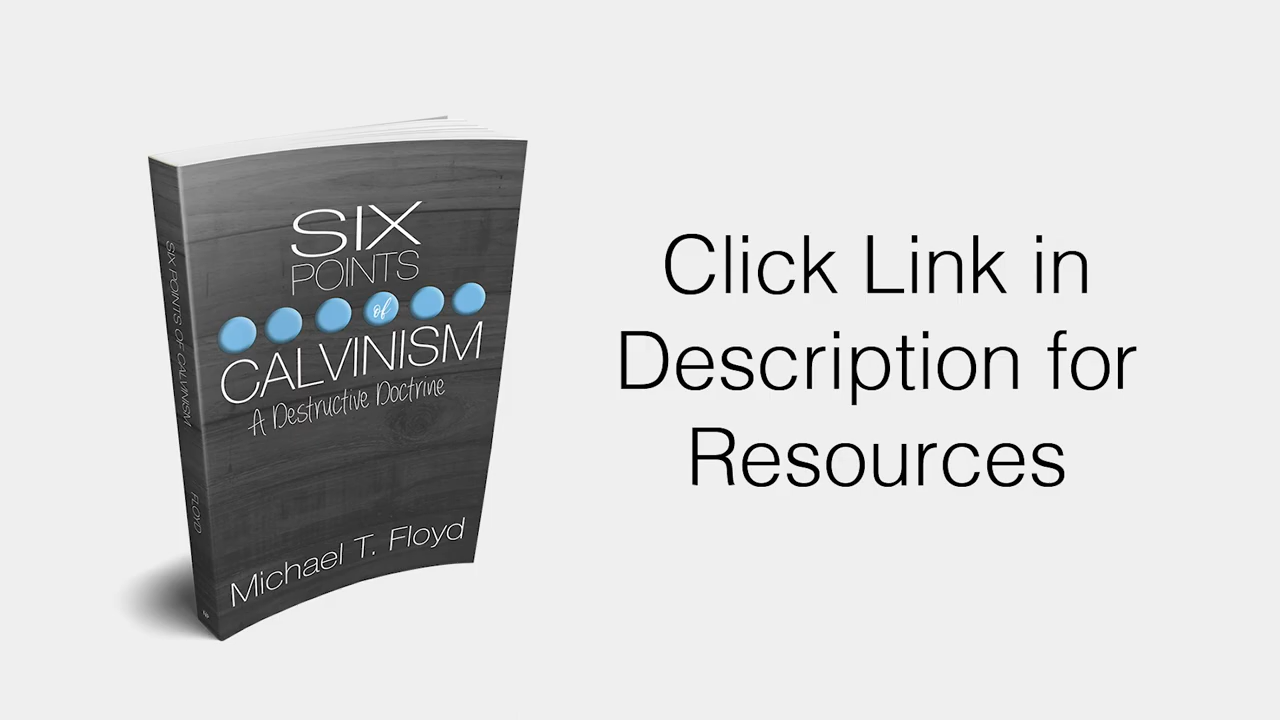 SIX
POINTS
of
CALVINISM
A Destructive Doctrine
Michael T. Floyd
SIX POINTS OF CALVINISM
FLOYD
Click Link in
Description for
Resources